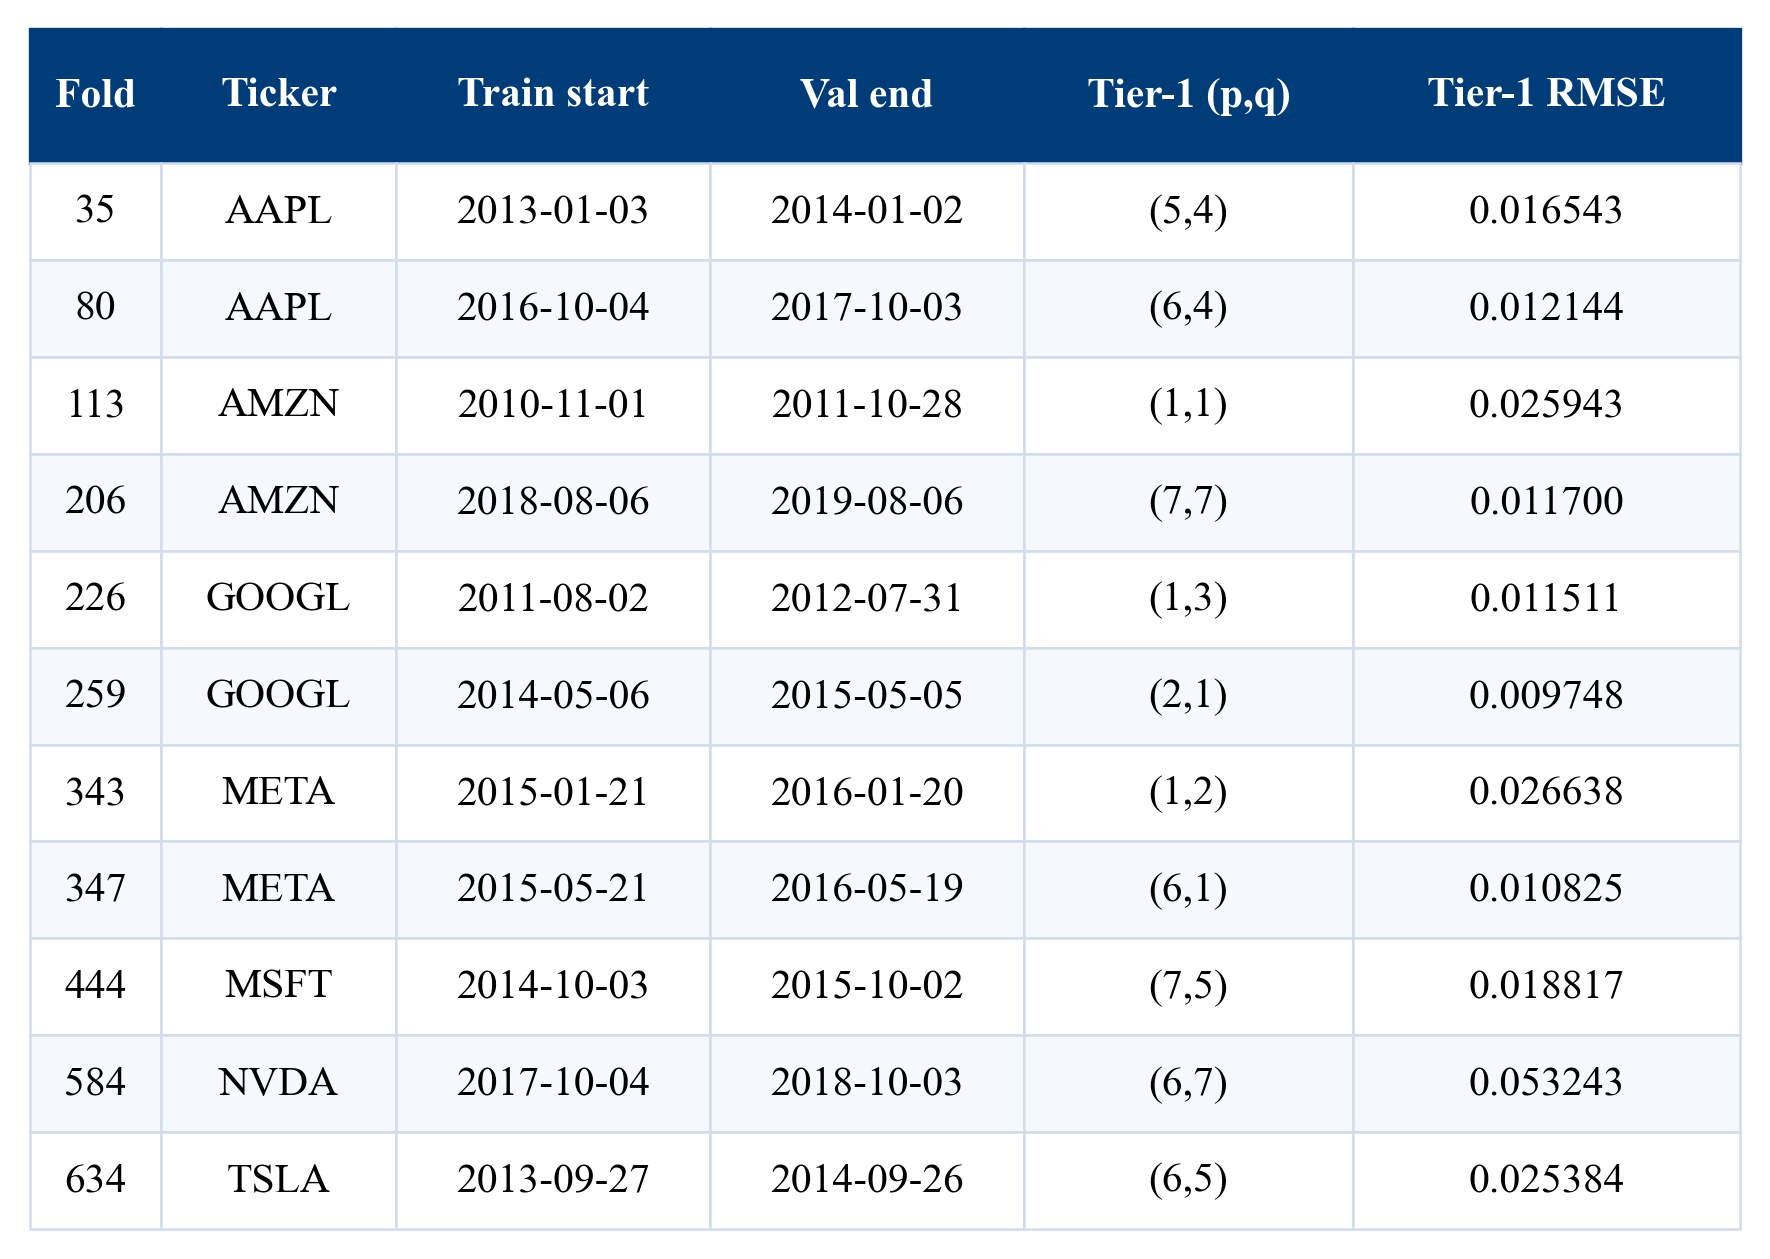 Fold Ticker Train start Val end Tier-1 (p,q) Tier-1 RMSE
35 AAPL 2013-01-03 2014-01-02 (5,4) 0.016543
80 AAPL 2016-10-04 2017-10-03 (6,4) 0.012144
113 AMZN 2010-11-01 2011-10-28 (1,1) 0.025943
206 AMZN 2018-08-06 2019-08-06 (7,7) 0.011700
226 GOOGL 2011-08-02 2012-07-31 (1,3) 0.011511
259 GOOGL 2014-05-06 2015-05-05 (2,1) 0.009748
343 META 2015-01-21 2016-01-20 (1,2) 0.026638
347 META 2015-05-21 2016-05-19 (6,1) 0.010825
444 MSFT 2014-10-03 2015-10-02 (7,5) 0.018817
584 NVDA 2017-10-04 2018-10-03 (6,7) 0.053243
634 TSLA 2013-09-27 2014-09-26 (6,5) 0.025384